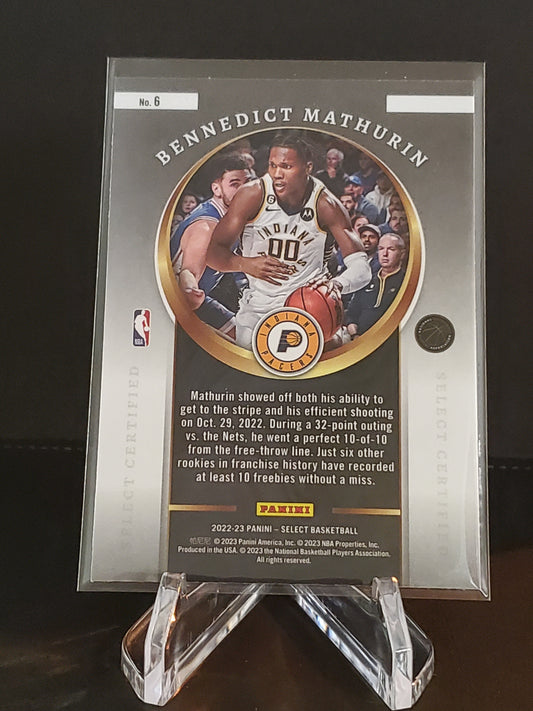 No. 6
BENNEDICT MATHURIN
INDIANA
00
INDIANA
PACERS
NBA
SELECT CERTIFIED
SELECT CERTIFIED
Mathurin showed off both his ability to
get to the stripe and his efficient shooting
on Oct. 29, 2022. During a 32-point outing
vs. the Nets, he went a perfect 10-of-10
from the free-throw line. Just six other
rookies in franchise history have recorded
at least 10 freebies without a miss.
PANINI
2022-23 PANINI – SELECT BASKETBALL
© 2023 Panini America, Inc. © 2023 NBA Properties, Inc.
Produced in the USA. © 2023 the National Basketball Players Association.
All rights reserved.